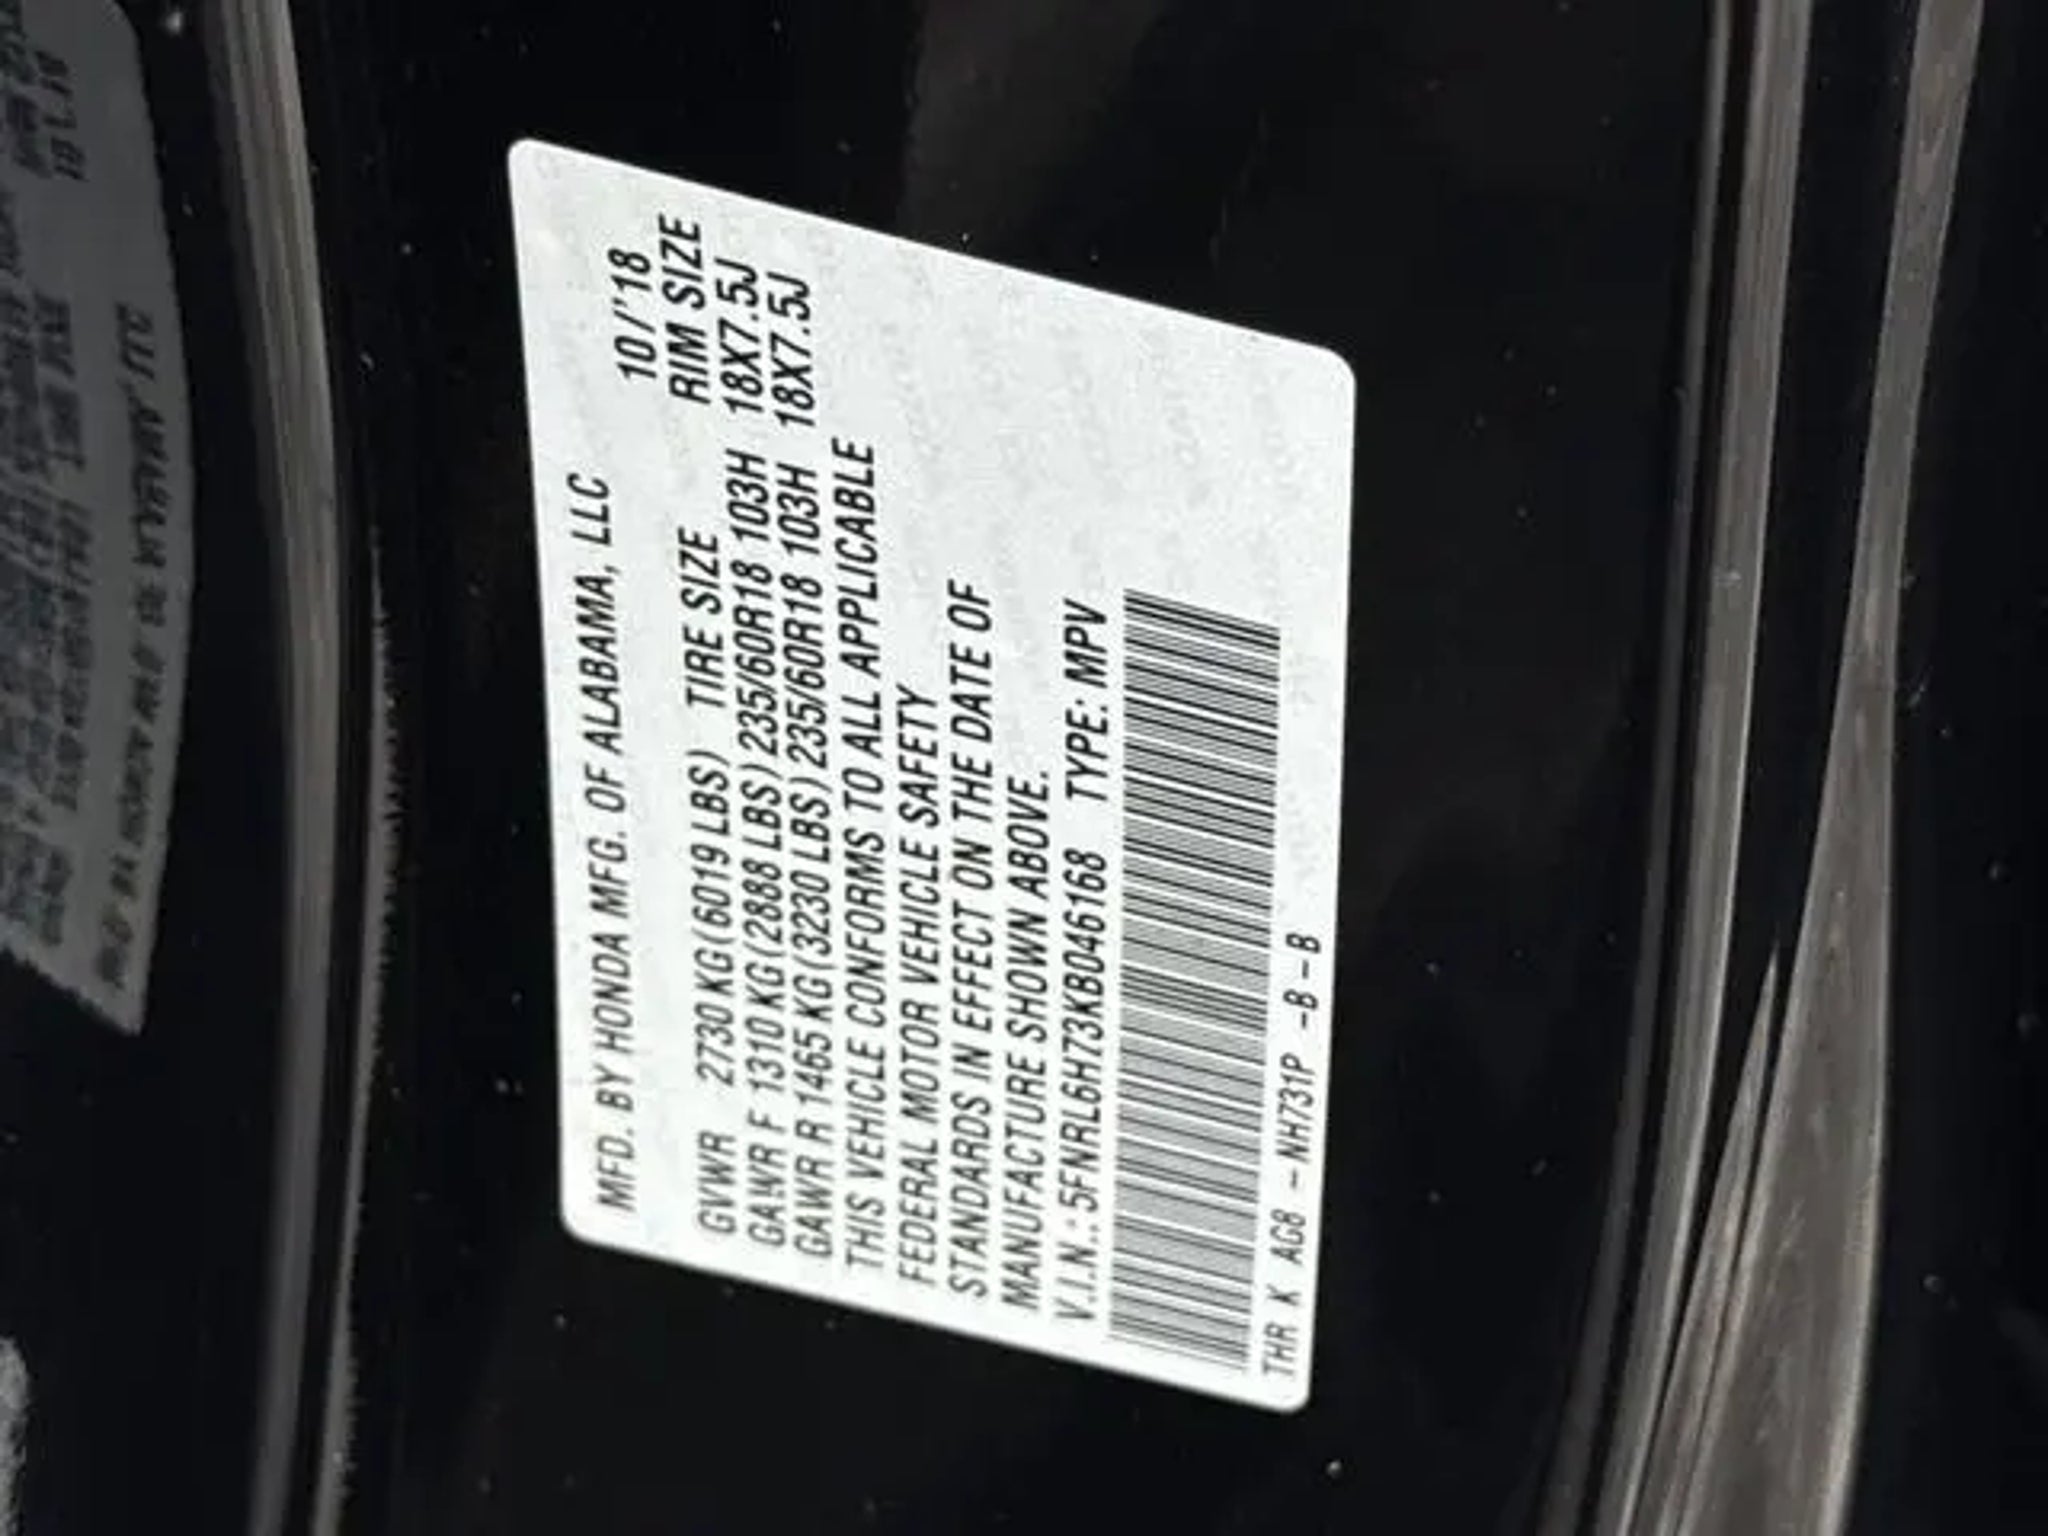 MFD. BY HONDA MFG. OF ALABAMA, LLC
10/'18
GVWR 2730 KG(6019 LBS) TIRE SIZE RIM SIZE
GAWR F 1310 KG(2888 LBS) 235/60R18 103H 18X7.5J
GAWR R 1465 KG(3230 LBS) 235/60R18 103H 18X7.5J
THIS VEHICLE CONFORMS TO ALL APPLICABLE
FEDERAL MOTOR VEHICLE SAFETY
STANDARDS IN EFFECT ON THE DATE OF
MANUFACTURE SHOWN ABOVE.
V.I.N.:5FNRL6H73KB046168 TYPE: MPV
THR K AG8 -NH731P -B-B